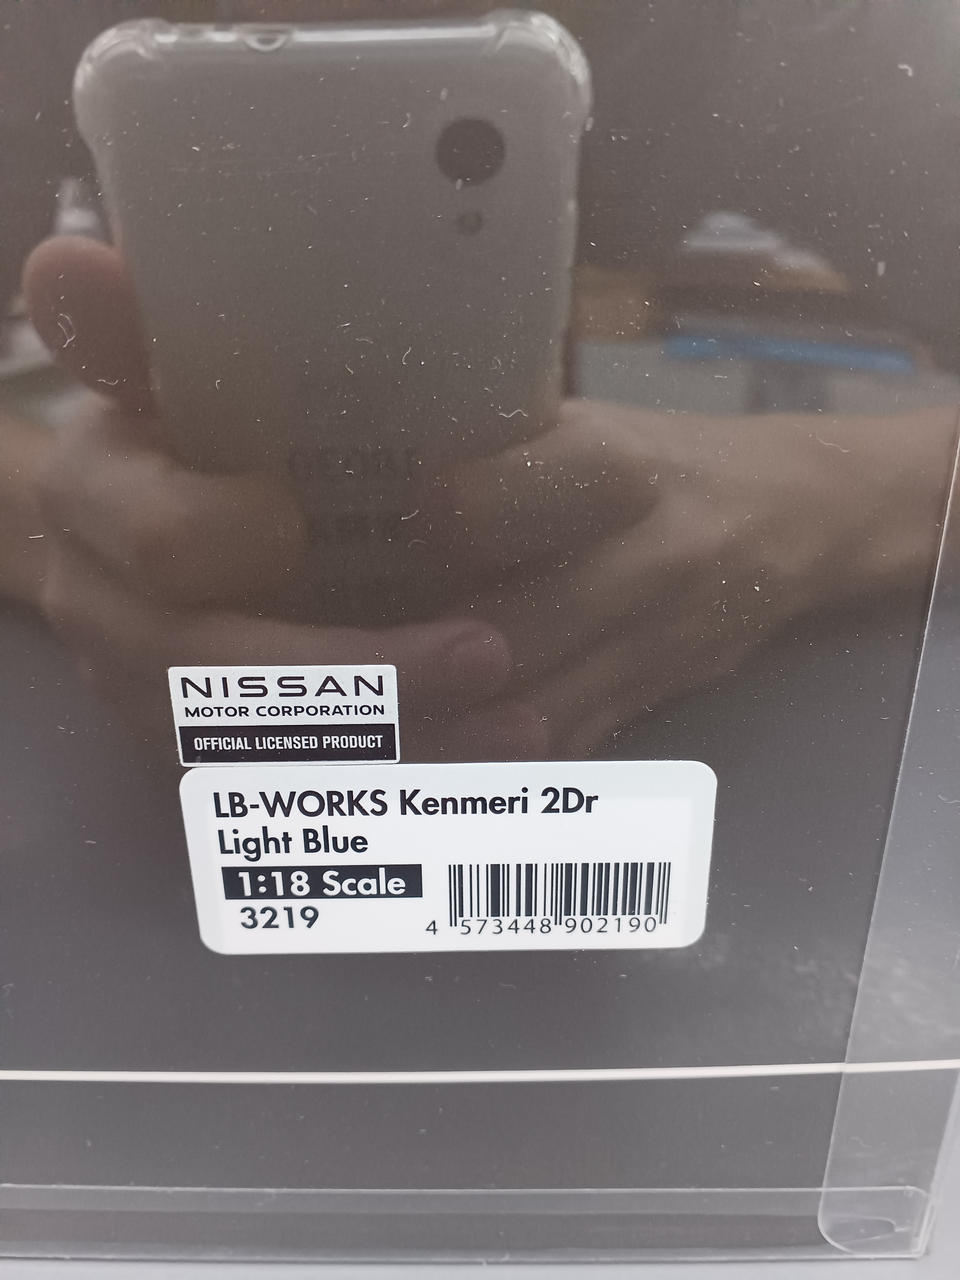 NISSAN
MOTOR CORPORATION
OFFICIAL LICENSED PRODUCT
LB-WORKS Kenmeri 2Dr
Light Blue
1:18 Scale
3219
4 573448 902190